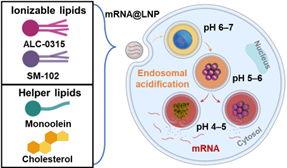 Ionizable lipids
ALC-0315
SM-102
Helper lipids
Monoolein
Cholesterol
mRNA@LNP
pH 6–7
Endosomal
acidification
Nucleus
pH 5–6
pH 4–5
mRNA
Cytosol